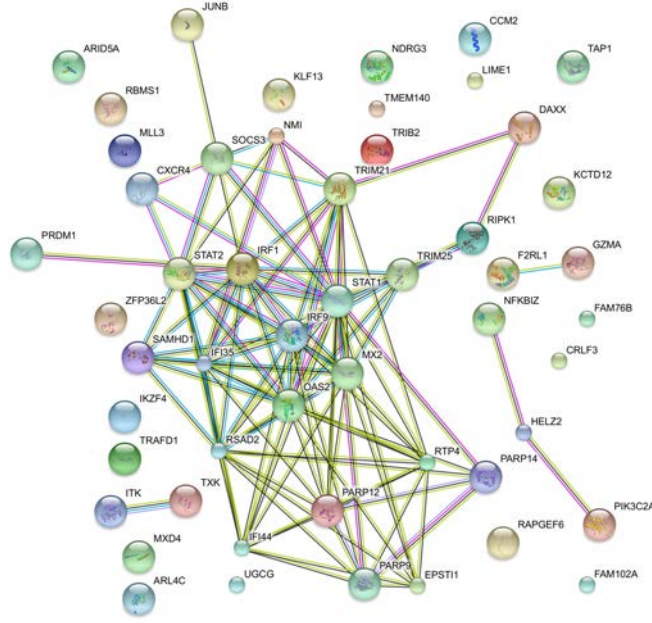 JUNB
CCM2
ARID5A
NDRG3
TAP1
LIME1
KLF13
RBMS1
TMEM140
DAXX
NMI
MLL3
SOCS3
TRIB2
CXCR4
TRIM21
KCTD12
PRDM1
RIPK1
STAT2
IRF1
TRIM25
F2RL1
GZMA
STAT1
ZFP36L2
NFKBIZ
IRF9
FAM76B
SAMHD1
IFI35
MX2
CRLF3
OAS2
IKZF4
HELZ2
RSAD2
TRAFD1
RTP4
PARP14
TXK
PARP12
ITK
PIK3C2A
RAPGEF6
IFI44
MXD4
PARP9
EPSTI1
UGCG
FAM102A
ARL4C